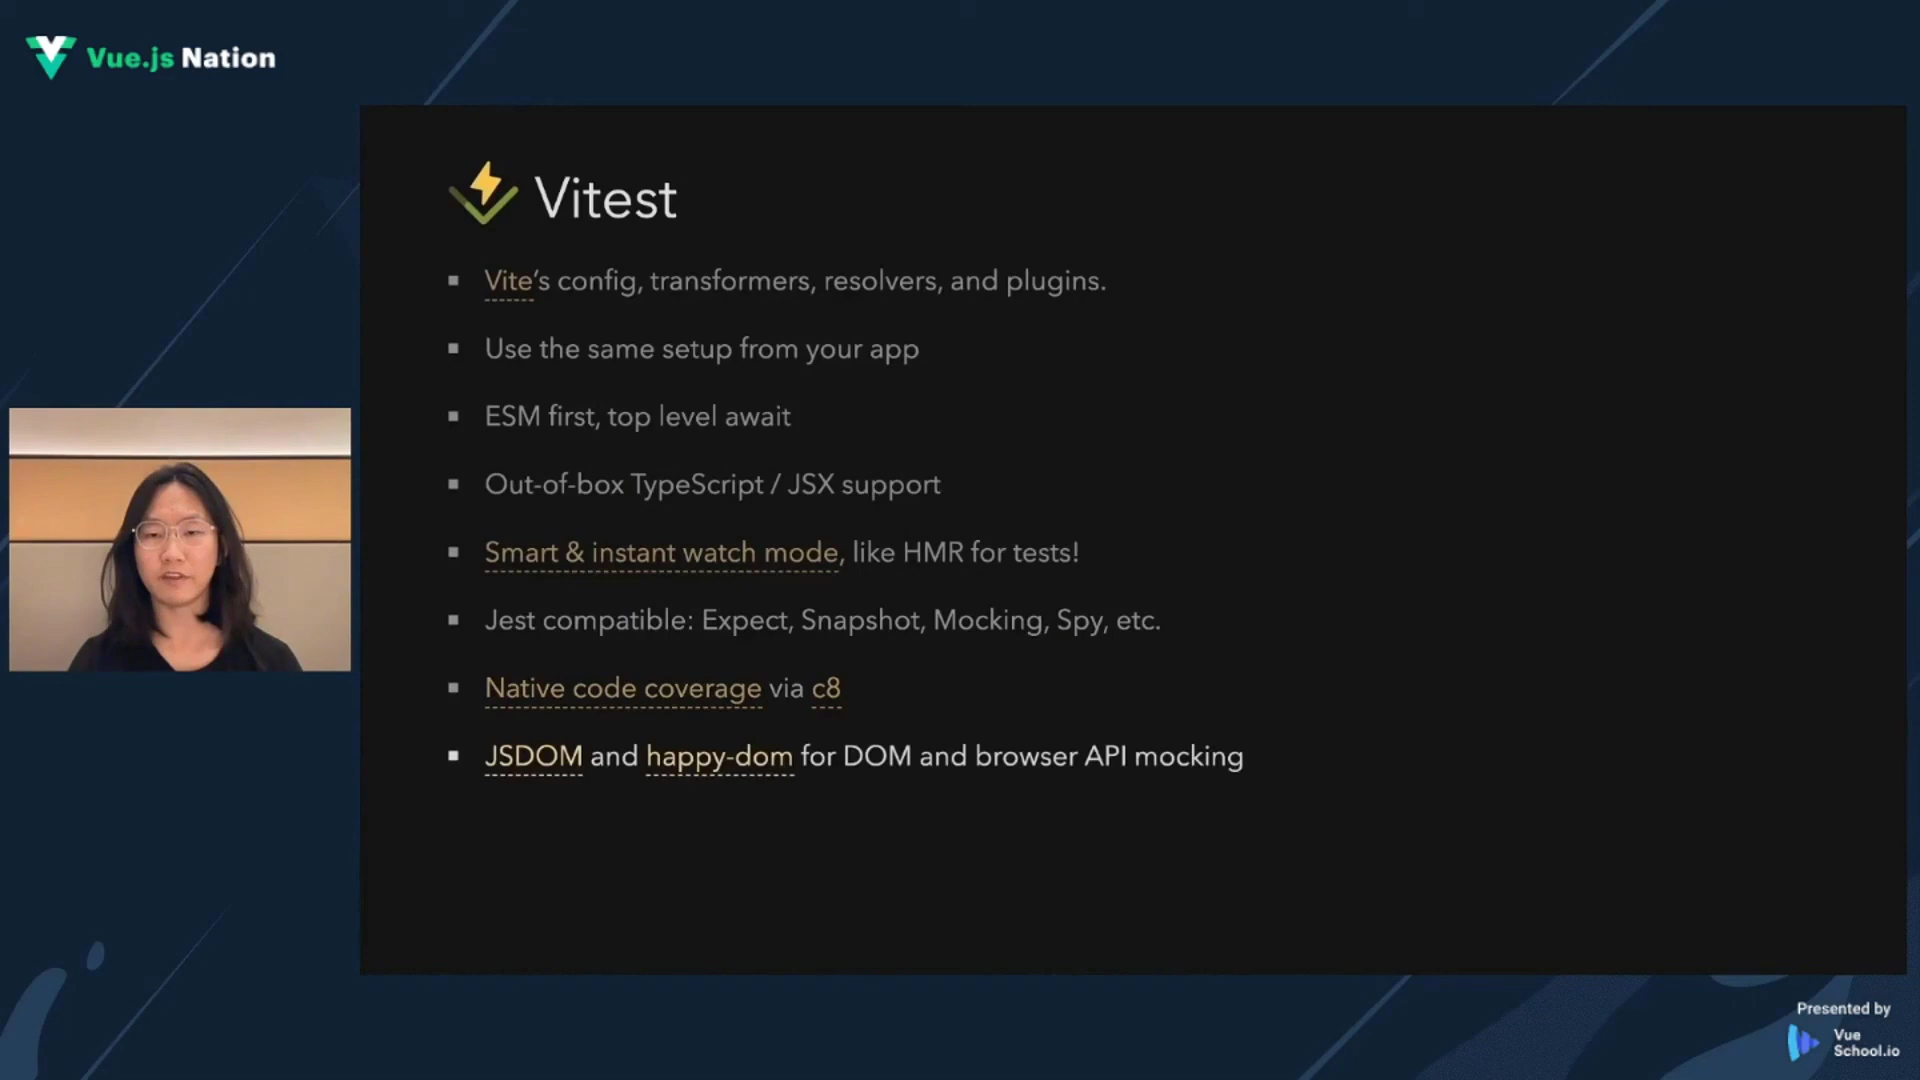 Vue.js Nation
Vitest
Vite's config, transformers, resolvers, and plugins.
Use the same setup from your app
ESM first, top level await
Out-of-box TypeScript / JSX support
Smart & instant watch mode, like HMR for tests!
Jest compatible: Expect, Snapshot, Mocking, Spy, etc.
Native code coverage via c8
JSDOM and happy-dom for DOM and browser API mocking
Presented by
Vue
School.io